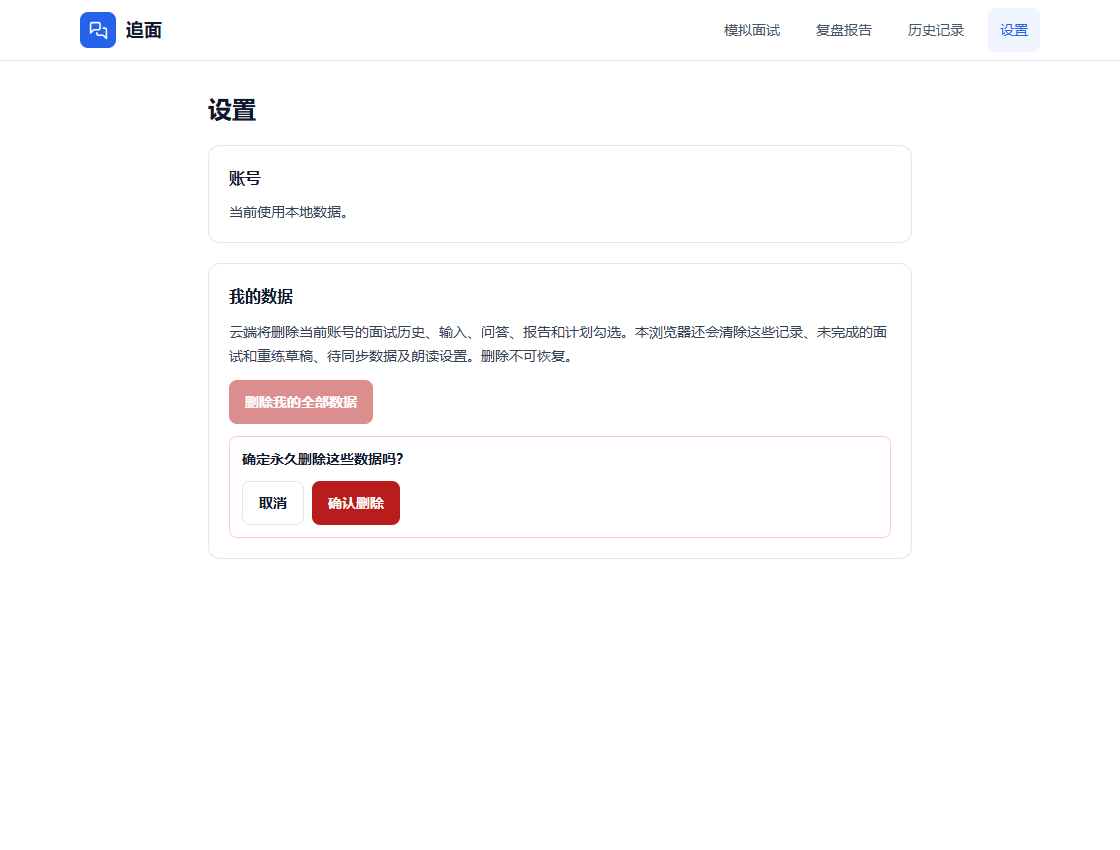 追面
模拟面试
复盘报告
历史记录
设置
设置
账号
当前使用本地数据。
我的数据
云端将删除当前账号的面试历史、输入、问答、报告和计划勾选。本浏览器还会清除这些记录、未完成的面
试和重练草稿、待同步数据及朗读设置。删除不可恢复。
删除我的全部数据
确定永久删除这些数据吗？
取消
确认删除